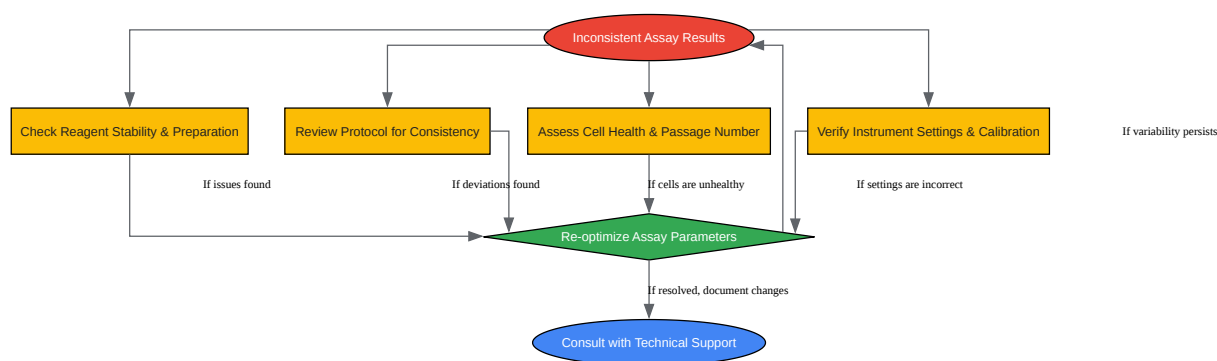 Inconsistent Assay Results
Check Reagent Stability & Preparation
Review Protocol for Consistency
Assess Cell Health & Passage Number
Verify Instrument Settings & Calibration
If variability persists
If issues found
If deviations found
If cells are unhealthy
If settings are incorrect
Re-optimize Assay Parameters
If resolved, document changes
Consult with Technical Support